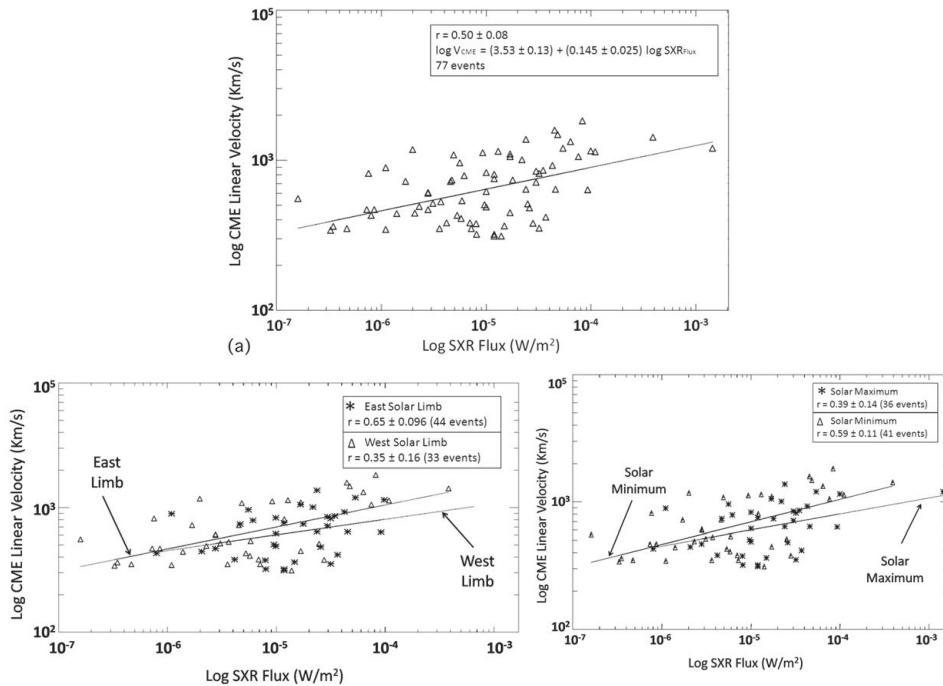 10^5
r = 0.50 ± 0.08
log V_CME = (3.53 ± 0.13) + (0.145 ± 0.025) log SXR_Flux
77 events
Log CME Linear Velocity (Km/s)
10^3
10^2
10^-7 10^-6 10^-5 10^-4 10^-3
(a)
Log SXR Flux (W/m^2)
10^5
East Solar Limb
r = 0.65 ± 0.096 (44 events)
West Solar Limb
r = 0.35 ± 0.16 (33 events)
East
Limb
Log CME Linear Velocity (Km/s)
10^3
West
Limb
10^2
10^-7 10^-6 10^-5 10^-4 10^-3
Log SXR Flux (W/m^2)
10^5
Solar Maximum
r = 0.39 ± 0.14 (36 events)
Solar Minimum
r = 0.59 ± 0.11 (41 events)
Solar
Minimum
Log CME Linear Velocity (Km/s)
10^3
Solar
Maximum
10^2
10^-7 10^-6 10^-5 10^-4 10^-3
Log SXR Flux (W/m^2)